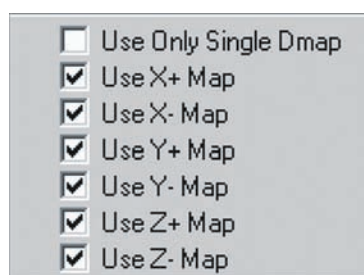 Use Only Single Dmap
Use X+ Map
Use X- Map
Use Y+ Map
Use Y- Map
Use Z+ Map
Use Z- Map